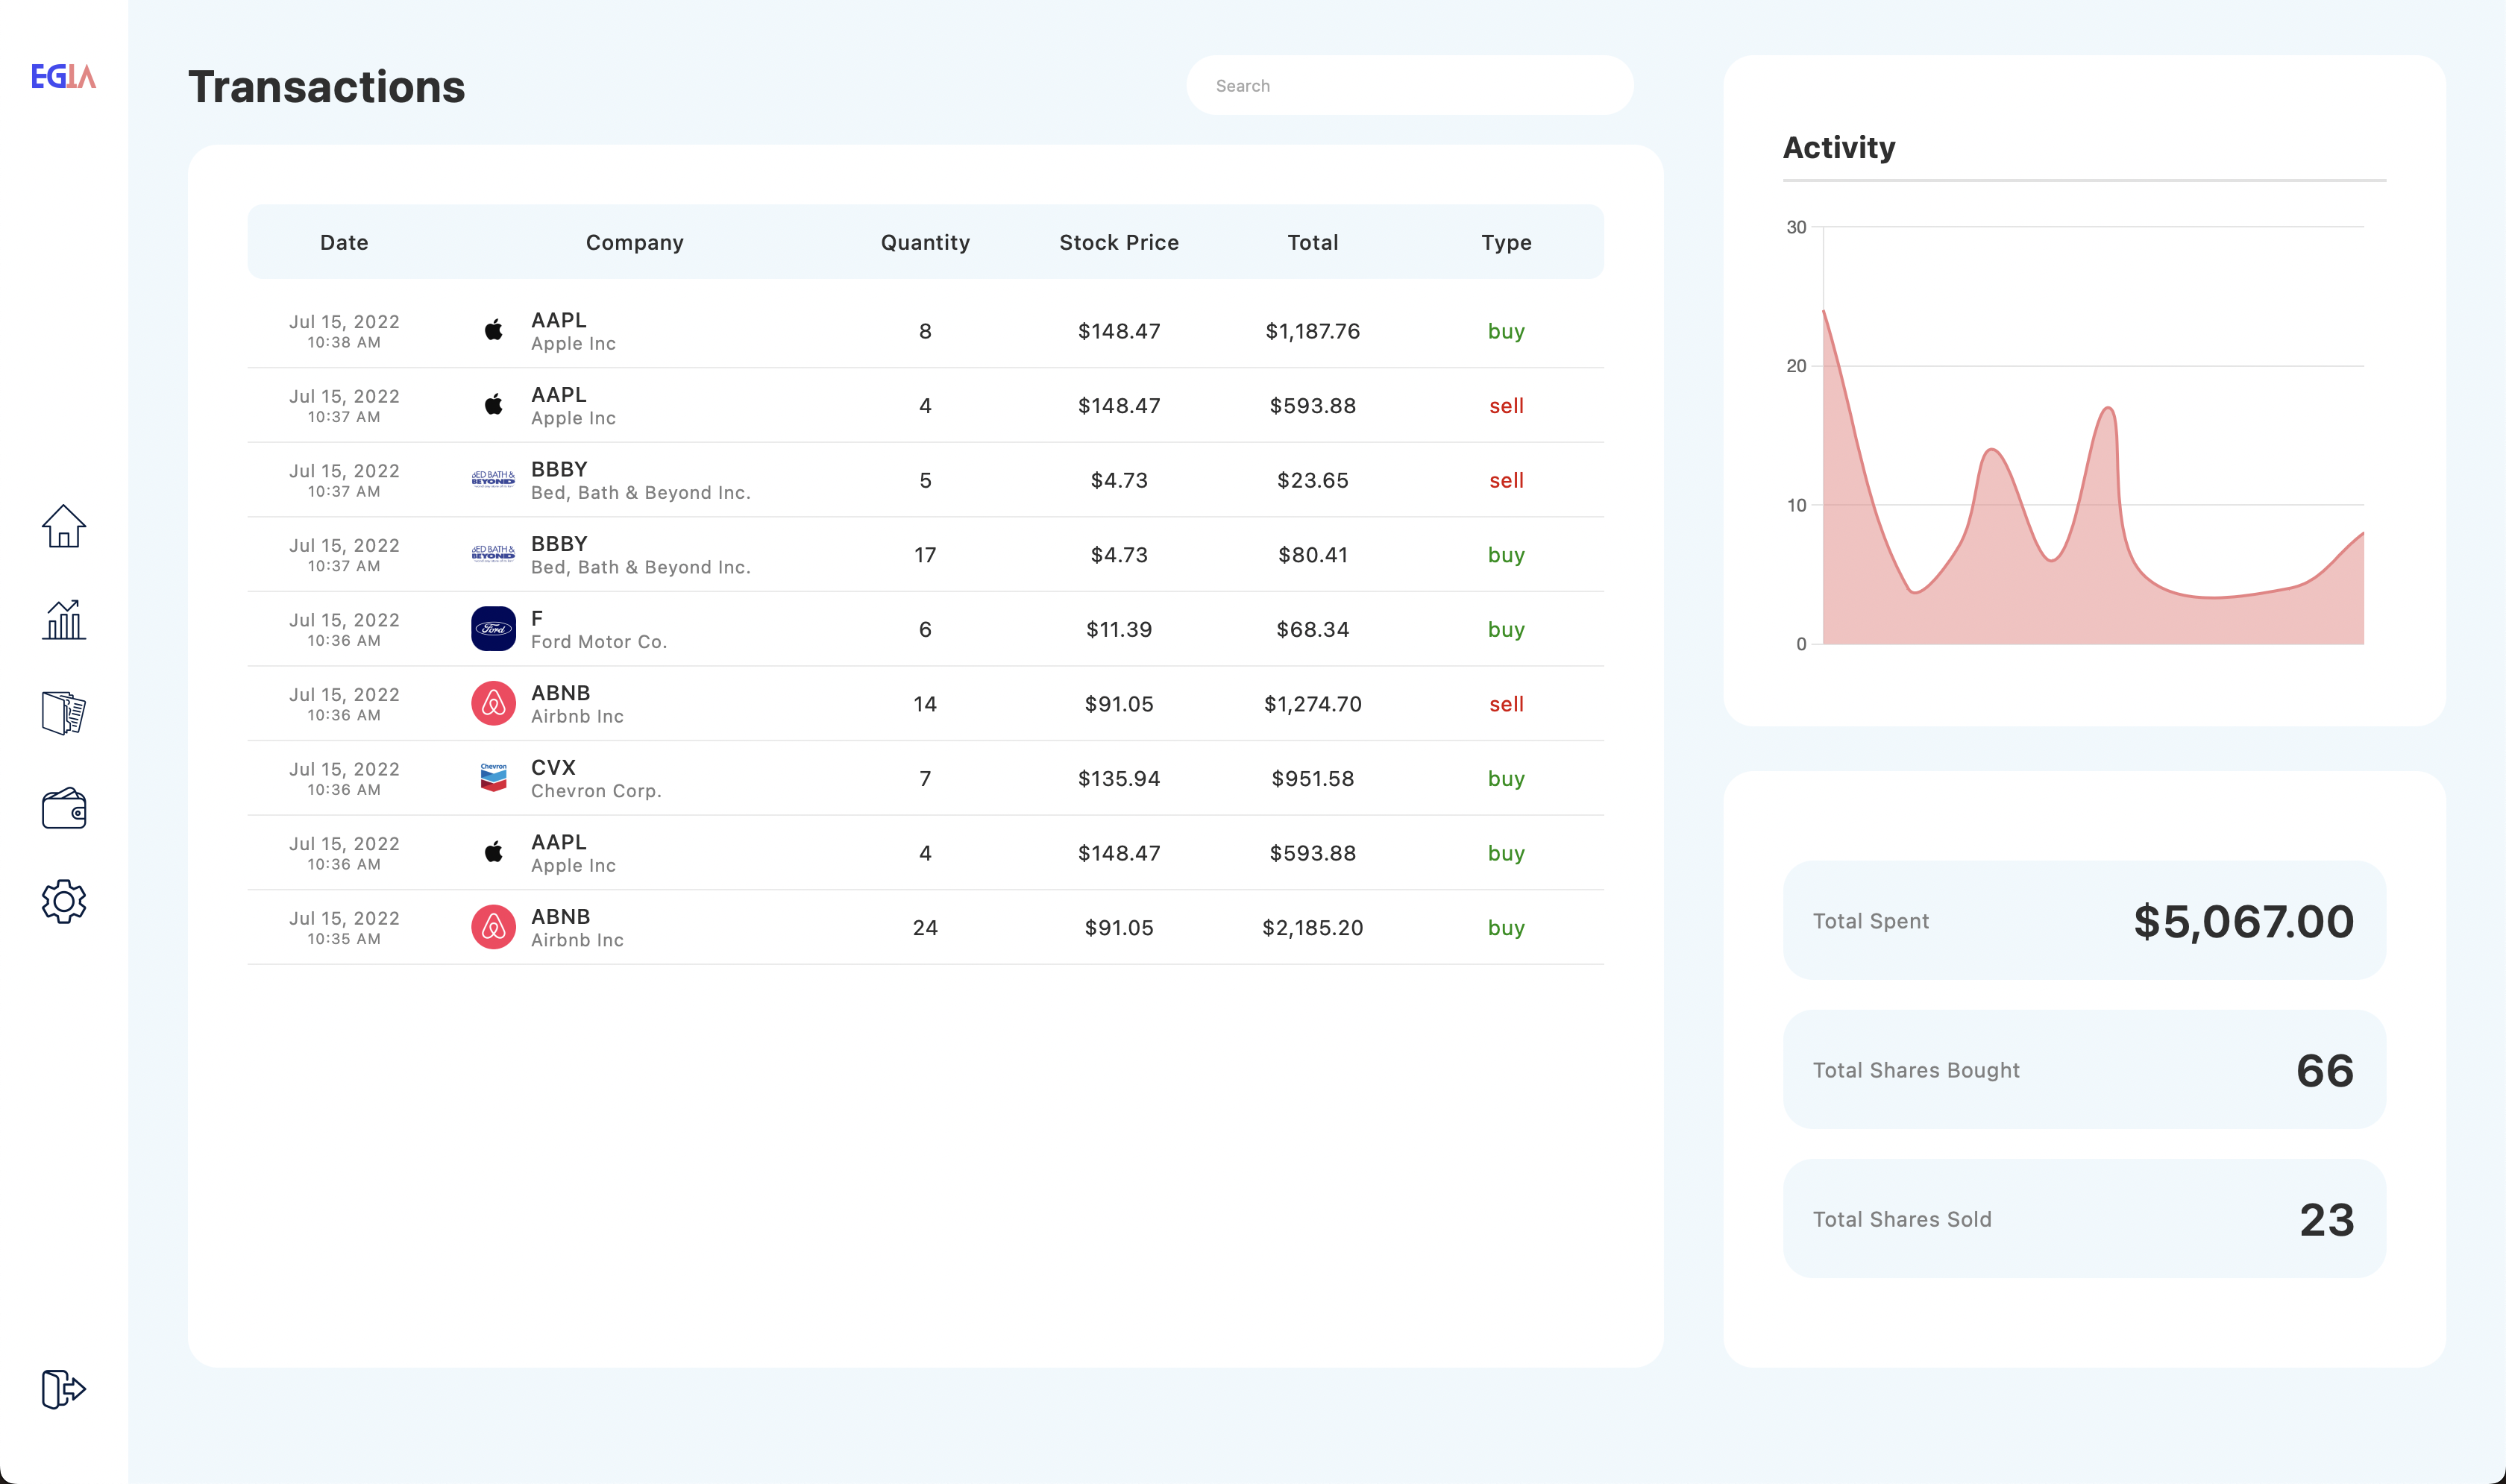 EGIA
Transactions
Search
Date Company Quantity Stock Price Total Type
Jul 15, 2022
10:38 AM
AAPL
Apple Inc
8 $148.47 $1,187.76 buy
Jul 15, 2022
10:37 AM
AAPL
Apple Inc
4 $148.47 $593.88 sell
Jul 15, 2022
10:37 AM
BED BATH &
BEYOND
BBBY
Bed, Bath & Beyond Inc.
5 $4.73 $23.65 sell
Jul 15, 2022
10:37 AM
BED BATH &
BEYOND
BBBY
Bed, Bath & Beyond Inc.
17 $4.73 $80.41 buy
Jul 15, 2022
10:36 AM
Ford
F
Ford Motor Co.
6 $11.39 $68.34 buy
Jul 15, 2022
10:36 AM
ABNB
Airbnb Inc
14 $91.05 $1,274.70 sell
Jul 15, 2022
10:36 AM
Chevron
CVX
Chevron Corp.
7 $135.94 $951.58 buy
Jul 15, 2022
10:36 AM
AAPL
Apple Inc
4 $148.47 $593.88 buy
Jul 15, 2022
10:35 AM
ABNB
Airbnb Inc
24 $91.05 $2,185.20 buy
Activity
30
20
10
0
Total Spent $5,067.00
Total Shares Bought 66
Total Shares Sold 23